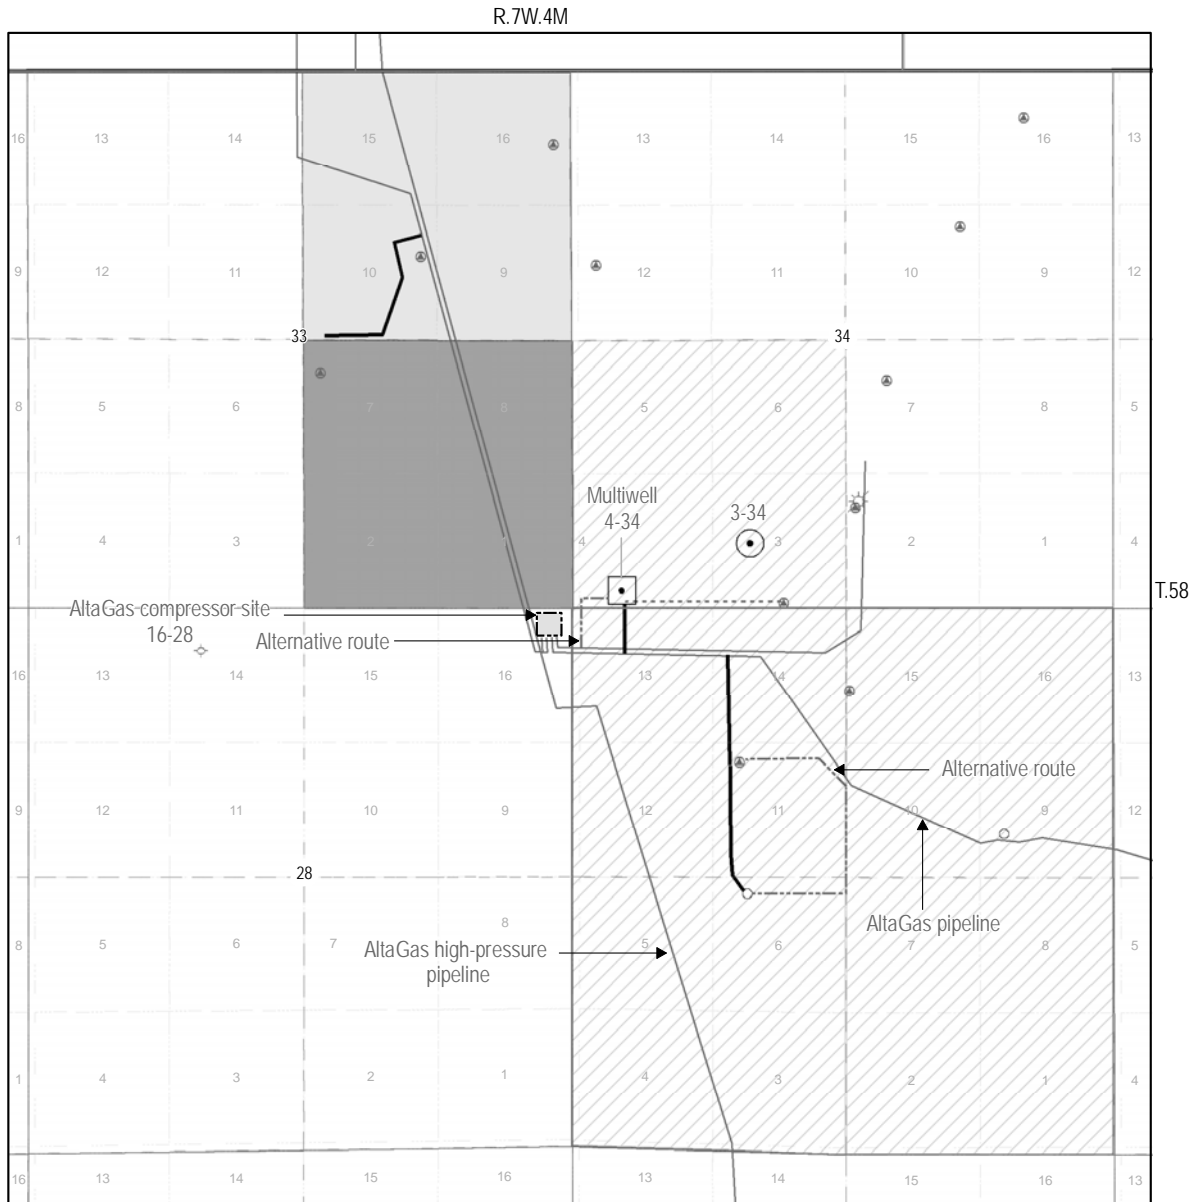 R.7W.4M
16 13 14 15 16 13 14 15 16 13
9 12 11 10 9 12 11 10 9 12
33 34
8 5 6 7 8 5 6 7 8 5
Multiwell
4-34
3-34
1 4 3 2 4 3 2 1 4
T.58
AltaGas compressor site
16-28
Alternative route
16 13 14 15 16 13 14 15 16 13
Alternative route
9 12 11 10 9 12 11 10 9 12
28
AltaGas pipeline
8 5 6 7 8 5 6 7 8 5
AltaGas high-pressure
pipeline
1 4 3 2 1 4 3 2 1 4
16 13 14 15 16 13 14 15 16 13